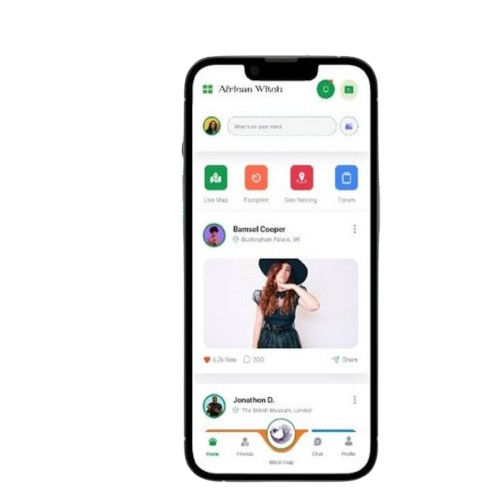 African Witch
What's on your mind
Live Map
Footprint
Geo Fencing
Forum
Bamsel Cooper
Buckingham Palace, UK
6.2k likes
300
Share
Jonathon D.
The British Museum, London
Home
Friends
Witch Help
Chat
Profile